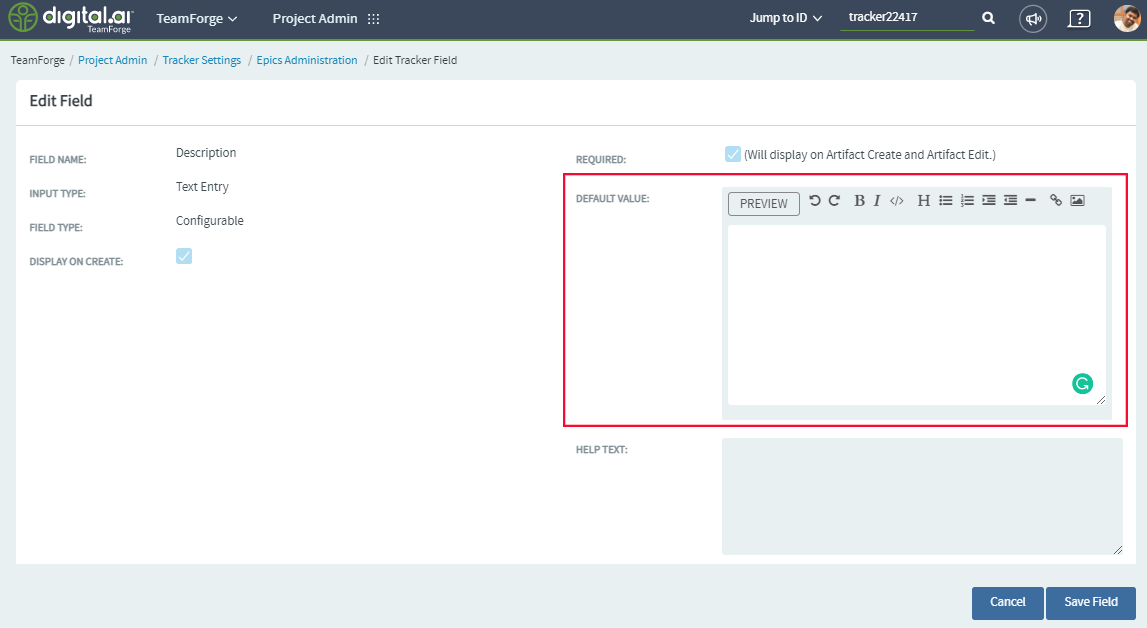 digital.ai
TeamForge
TeamForge
Project Admin
Jump to ID
tracker22417
?
TeamForge / Project Admin / Tracker Settings / Epics Administration / Edit Tracker Field
Edit Field
FIELD NAME:
Description
INPUT TYPE:
Text Entry
FIELD TYPE:
Configurable
DISPLAY ON CREATE:
REQUIRED:
(Will display on Artifact Create and Artifact Edit.)
DEFAULT VALUE:
PREVIEW B I </> H
G
HELP TEXT:
Cancel
Save Field